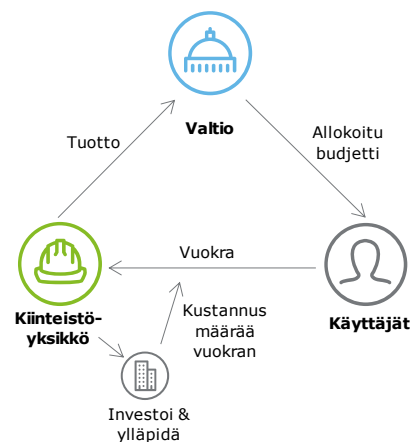 Valtio
Tuotto
Allokoitu
budjetti
Vuokra
Kiinteistö-
yksikkö
Kustannus
määrää
vuokran
Käyttäjät
Investoi &
ylläpidä